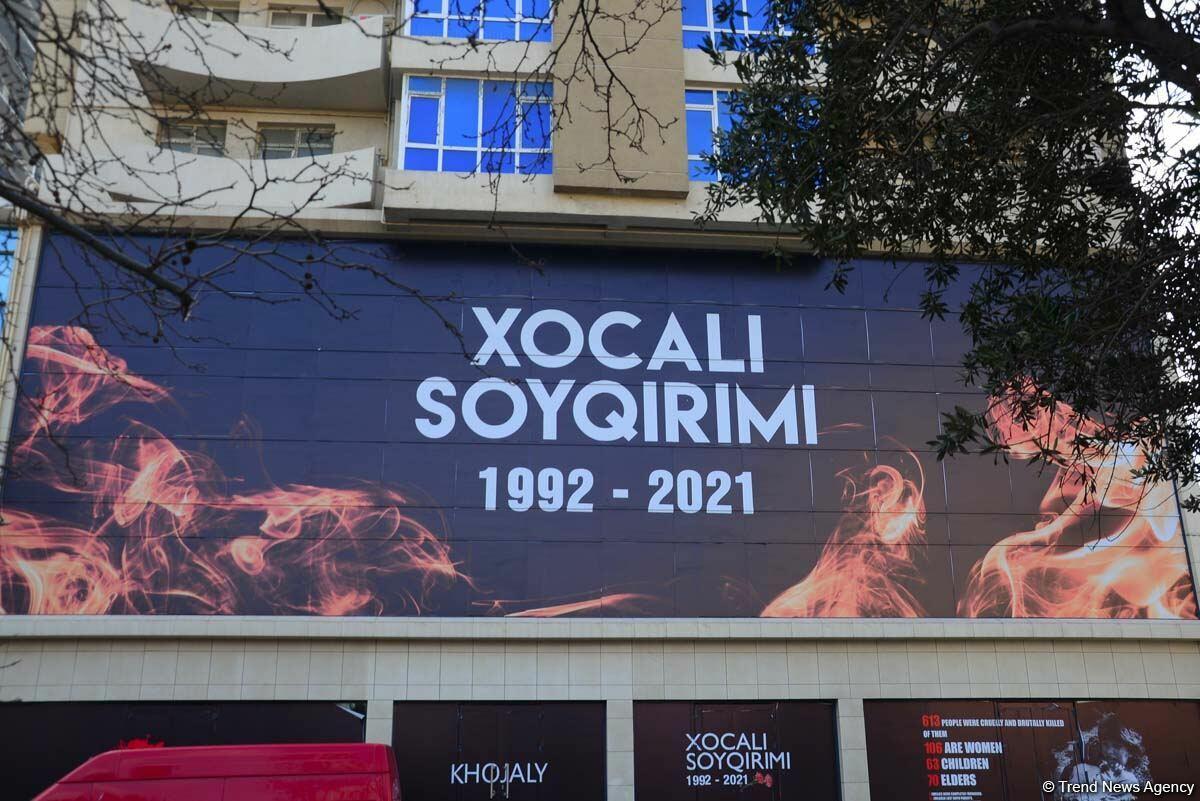 XOCALI
SOYQIRIMI
1992 - 2021
KHOJALY
XOCALI
SOYQIRIMI
1992 - 2021
613 PEOPLE WERE CRUELLY AND BRUTALLY KILLED
OF THEM
106 ARE WOMEN
63 CHILDREN
70 ELDERS
© Trend News Agency